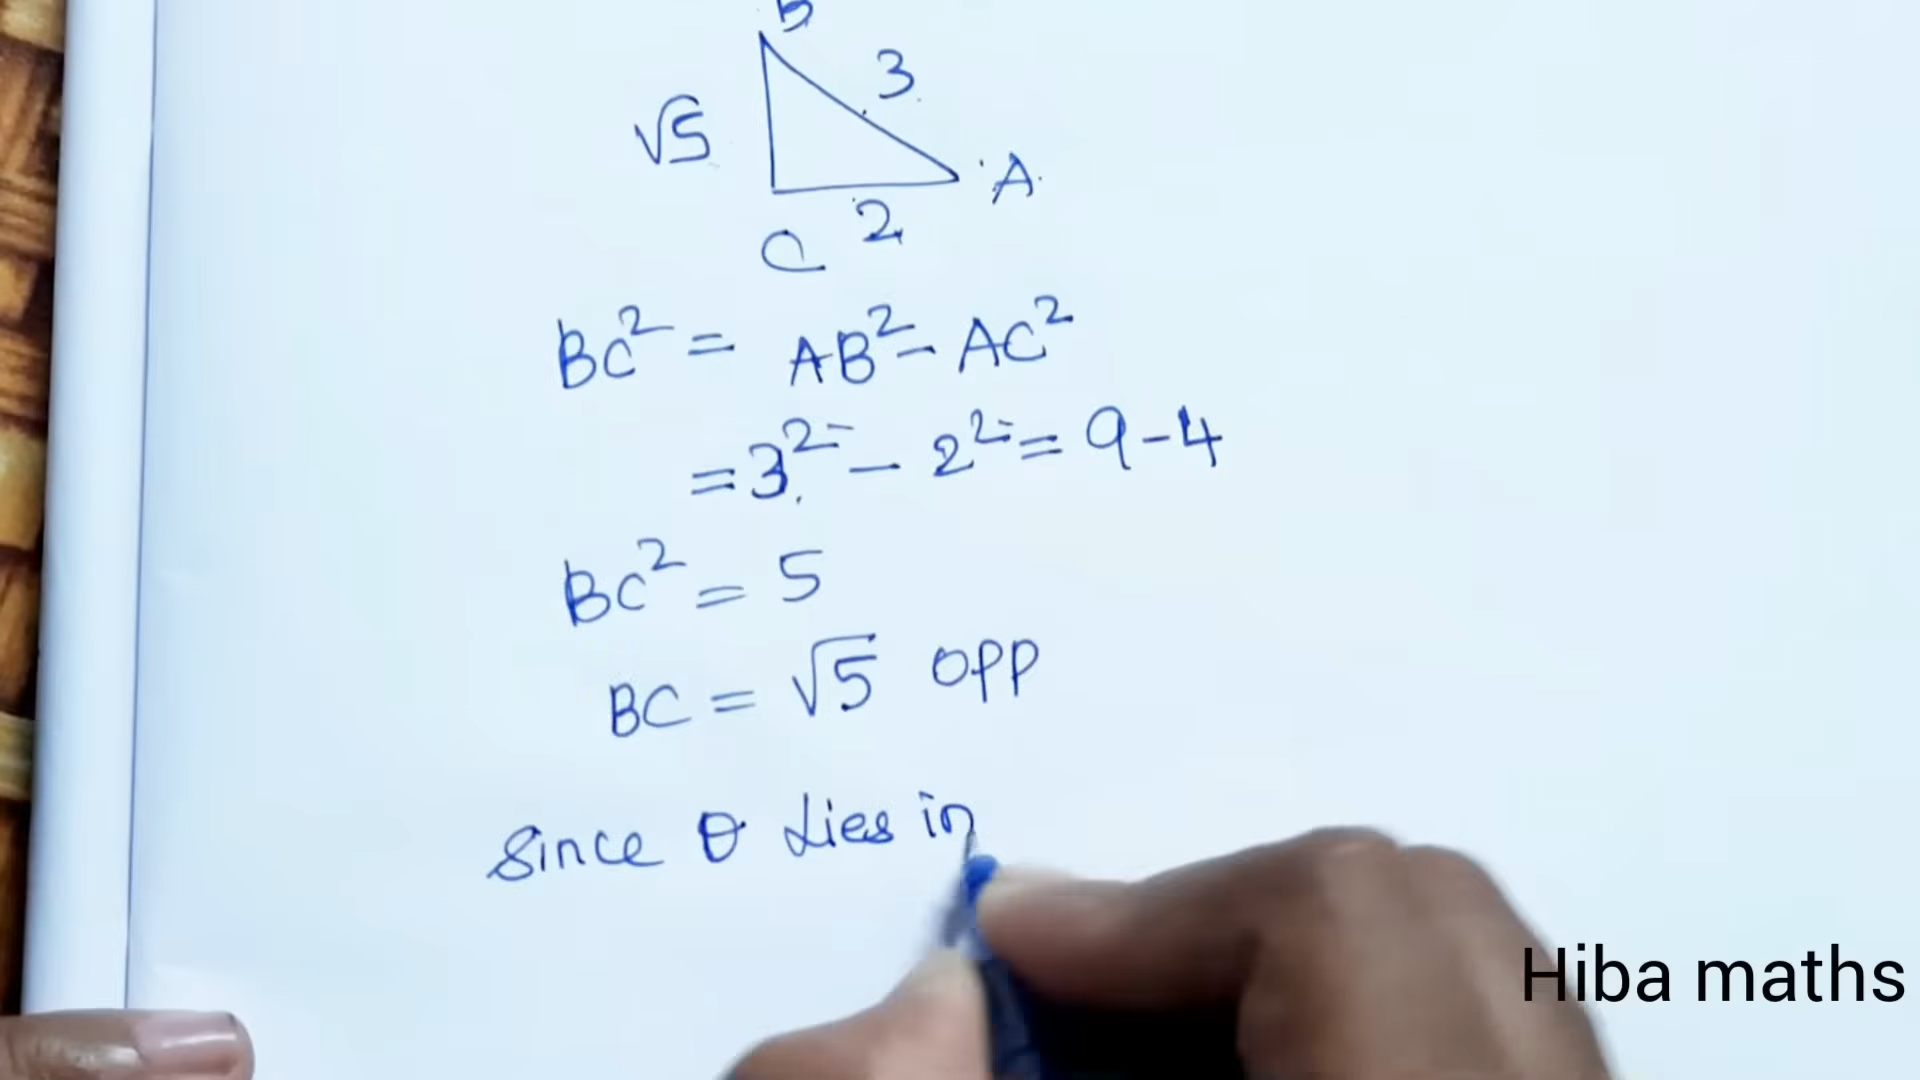 B
3
√5
A
2
C
BC² = AB² - AC²
= 3² - 2² = 9 - 4
BC² = 5
BC = √5 opp
Since θ Lies in
Hiba maths